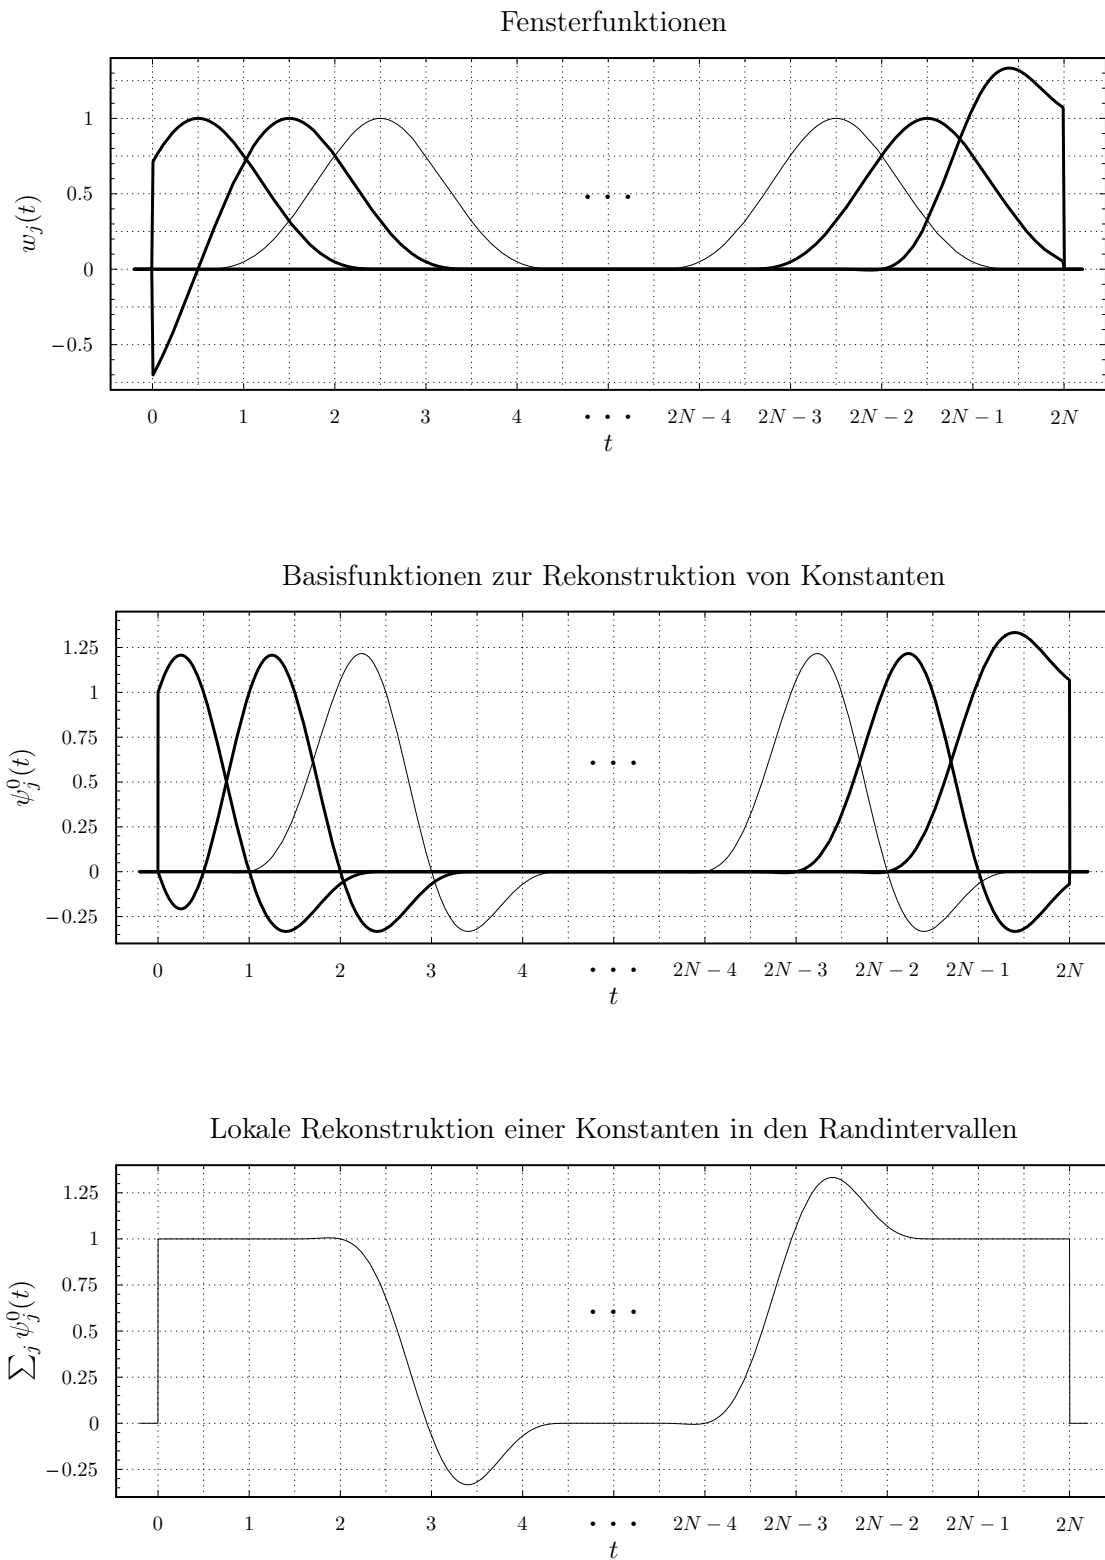 Fensterfunktionen
1
0.5
0
−0.5
w_j(t)
0 1 2 3 4 · · · 2N − 4 2N − 3 2N − 2 2N − 1 2N
t
Basisfunktionen zur Rekonstruktion von Konstanten
1.25
1
0.75
0.5
0.25
0
−0.25
ψ_j^0(t)
0 1 2 3 4 · · · 2N − 4 2N − 3 2N − 2 2N − 1 2N
t
Lokale Rekonstruktion einer Konstanten in den Randintervallen
1.25
1
0.75
0.5
0.25
0
−0.25
∑_j ψ_j^0(t)
0 1 2 3 4 · · · 2N − 4 2N − 3 2N − 2 2N − 1 2N
t